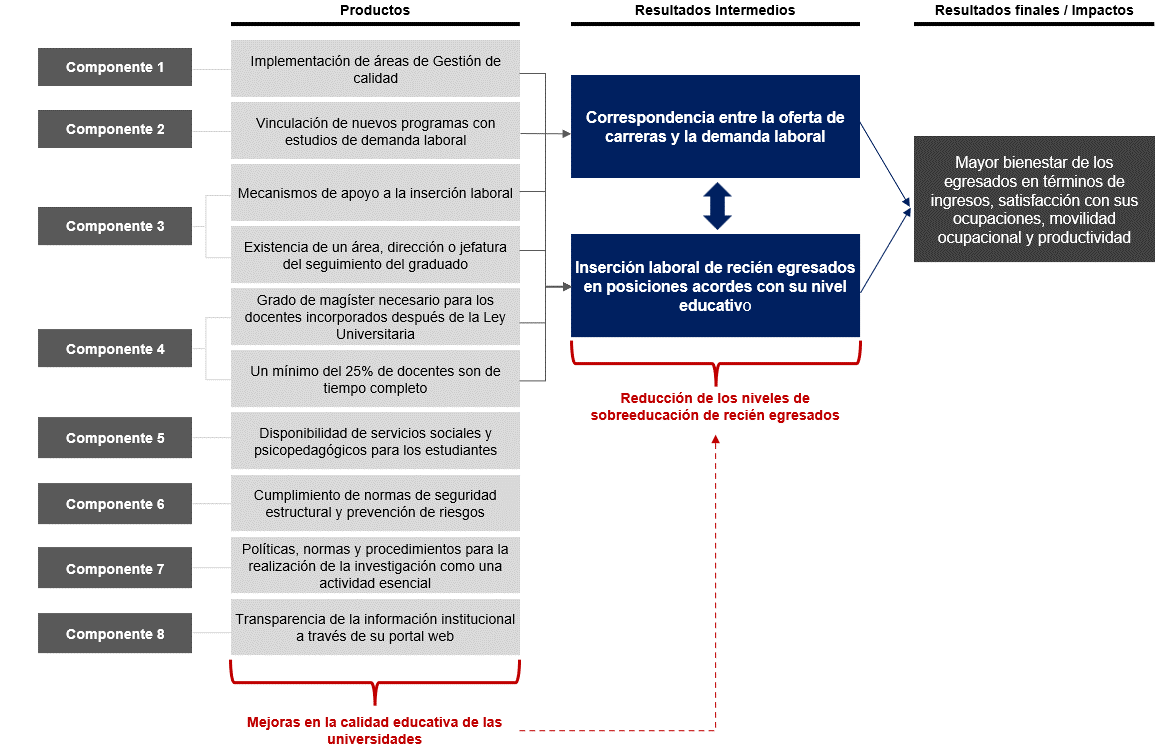 Productos
Resultados Intermedios
Resultados finales / Impactos
Componente 1
Implementación de áreas de Gestión de
calidad
Componente 2
Vinculación de nuevos programas con
estudios de demanda laboral
Componente 3
Mecanismos de apoyo a la inserción laboral
Existencia de un área, dirección o jefatura
del seguimiento del graduado
Componente 4
Grado de magíster necesario para los
docentes incorporados después de la Ley
Universitaria
Un mínimo del 25% de docentes son de
tiempo completo
Componente 5
Disponibilidad de servicios sociales y
psicopedagógicos para los estudiantes
Componente 6
Cumplimiento de normas de seguridad
estructural y prevención de riesgos
Componente 7
Políticas, normas y procedimientos para la
realización de la investigación como una
actividad esencial
Componente 8
Transparencia de la información institucional
a través de su portal web
Mejoras en la calidad educativa de las
universidades
Correspondencia entre la oferta de
carreras y la demanda laboral
Inserción laboral de recién egresados
en posiciones acordes con su nivel
educativo
Reducción de los niveles de
sobreeducación de recién egresados
Mayor bienestar de los
egresados en términos de
ingresos, satisfacción con sus
ocupaciones, movilidad
ocupacional y productividad